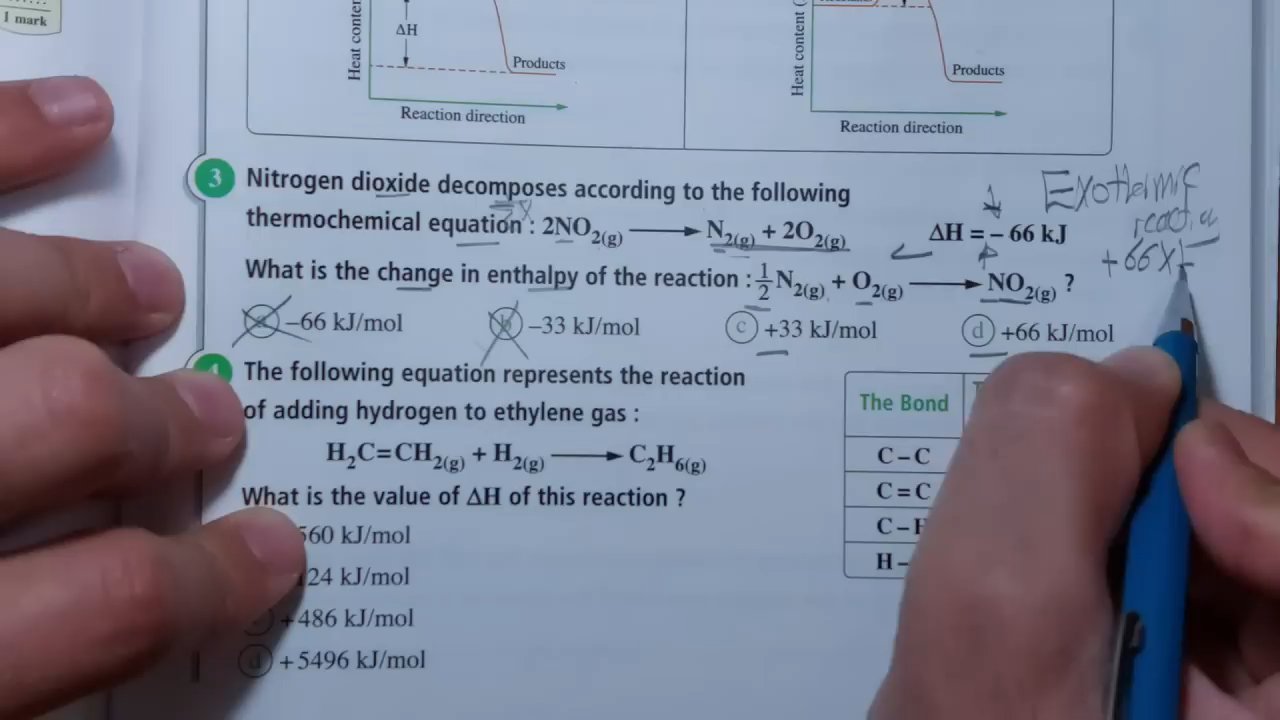 1 mark
Heat conten
ΔH
Products
Reaction direction
Heat content (
Products
Reaction direction
3 Nitrogen dioxide decomposes according to the following
thermochemical equation : 2NO2(g) ⟶ N2(g) + 2O2(g) ΔH = – 66 kJ
Exothermic
reaction
+66×
What is the change in enthalpy of the reaction : 1/2 N2(g) + O2(g) ⟶ NO2(g) ?
a –66 kJ/mol b –33 kJ/mol c +33 kJ/mol d +66 kJ/mol
The following equation represents the reaction
of adding hydrogen to ethylene gas :
H2C=CH2(g) + H2(g) ⟶ C2H6(g)
What is the value of ΔH of this reaction ?
560 kJ/mol
24 kJ/mol
+486 kJ/mol
d +5496 kJ/mol
The Bond
C – C
C = C
C –
H –